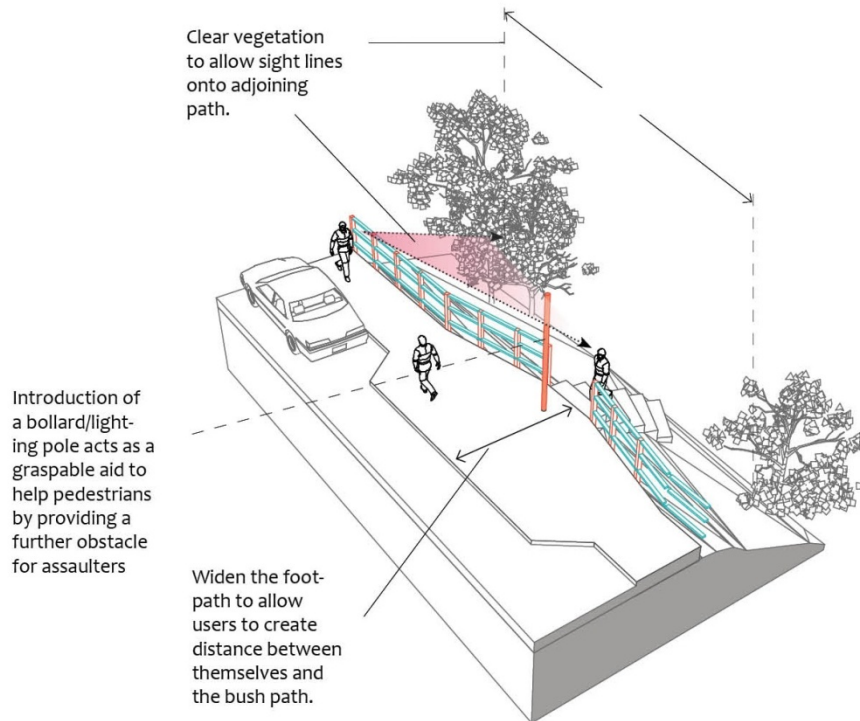 Clear vegetation
to allow sight lines
onto adjoining
path.
Introduction of
a bollard/light-
ing pole acts as a
graspable aid to
help pedestrians
by providing a
further obstacle
for assaulters
Widen the foot-
path to allow
users to create
distance between
themselves and
the bush path.